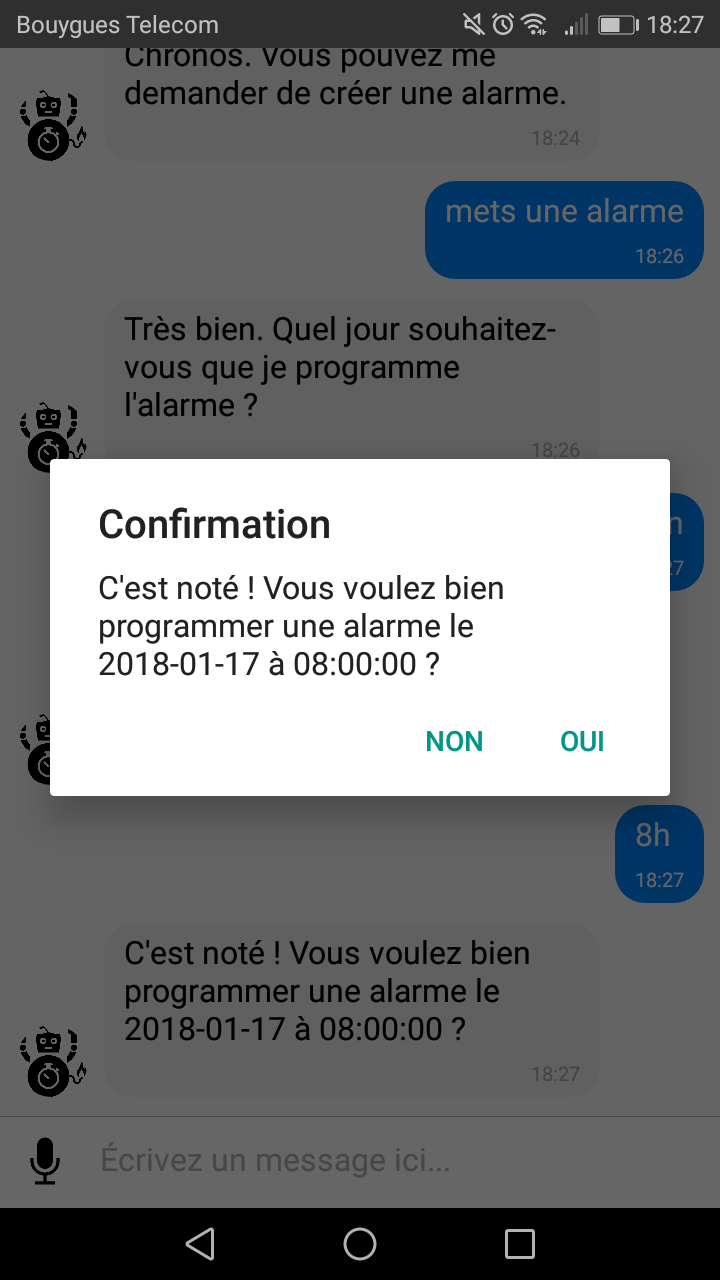 Bouygues Telecom 18:27
Chronos. Vous pouvez me
demander de créer une alarme.
18:24
mets une alarme
18:26
Très bien. Quel jour souhaitez-
vous que je programme
l'alarme ?
18:26
Confirmation
C'est noté ! Vous voulez bien
programmer une alarme le
2018-01-17 à 08:00:00 ?
NON OUI
8h
18:27
C'est noté ! Vous voulez bien
programmer une alarme le
2018-01-17 à 08:00:00 ?
18:27
Écrivez un message ici...